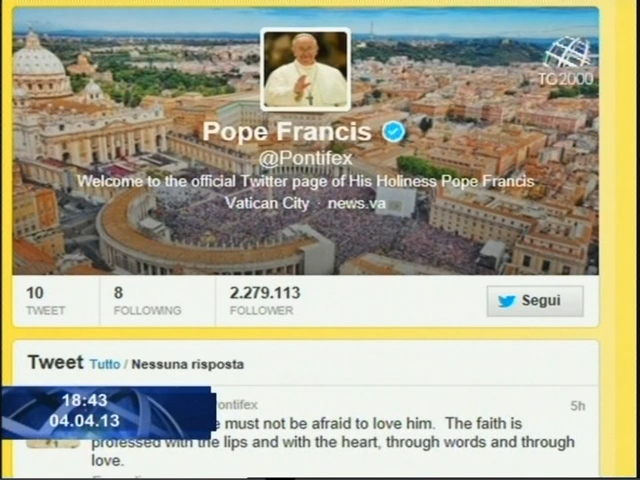 TG2000
Pope Francis
@Pontifex
Welcome to the official Twitter page of His Holiness Pope Francis
Vatican City · news.va
10
TWEET
8
FOLLOWING
2.279.113
FOLLOWER
Segui
Tweet Tutto / Nessuna risposta
18:43
04.04.13
ontifex
5h
must not be afraid to love him. The faith is
professed with the lips and with the heart, through words and through
love.